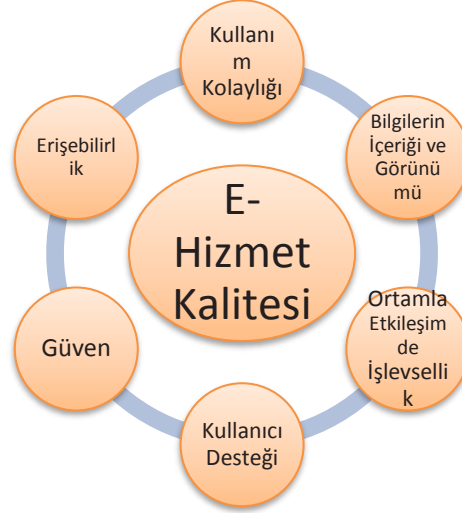 Kullanı
m
Kolaylığı
Bilgilerin
İçeriği ve
Görünü
mü
Ortamla
Etkileşim
de
İşlevselli
k
Kullanıcı
Desteği
Güven
Erişebilirl
ik
E-
Hizmet
Kalitesi